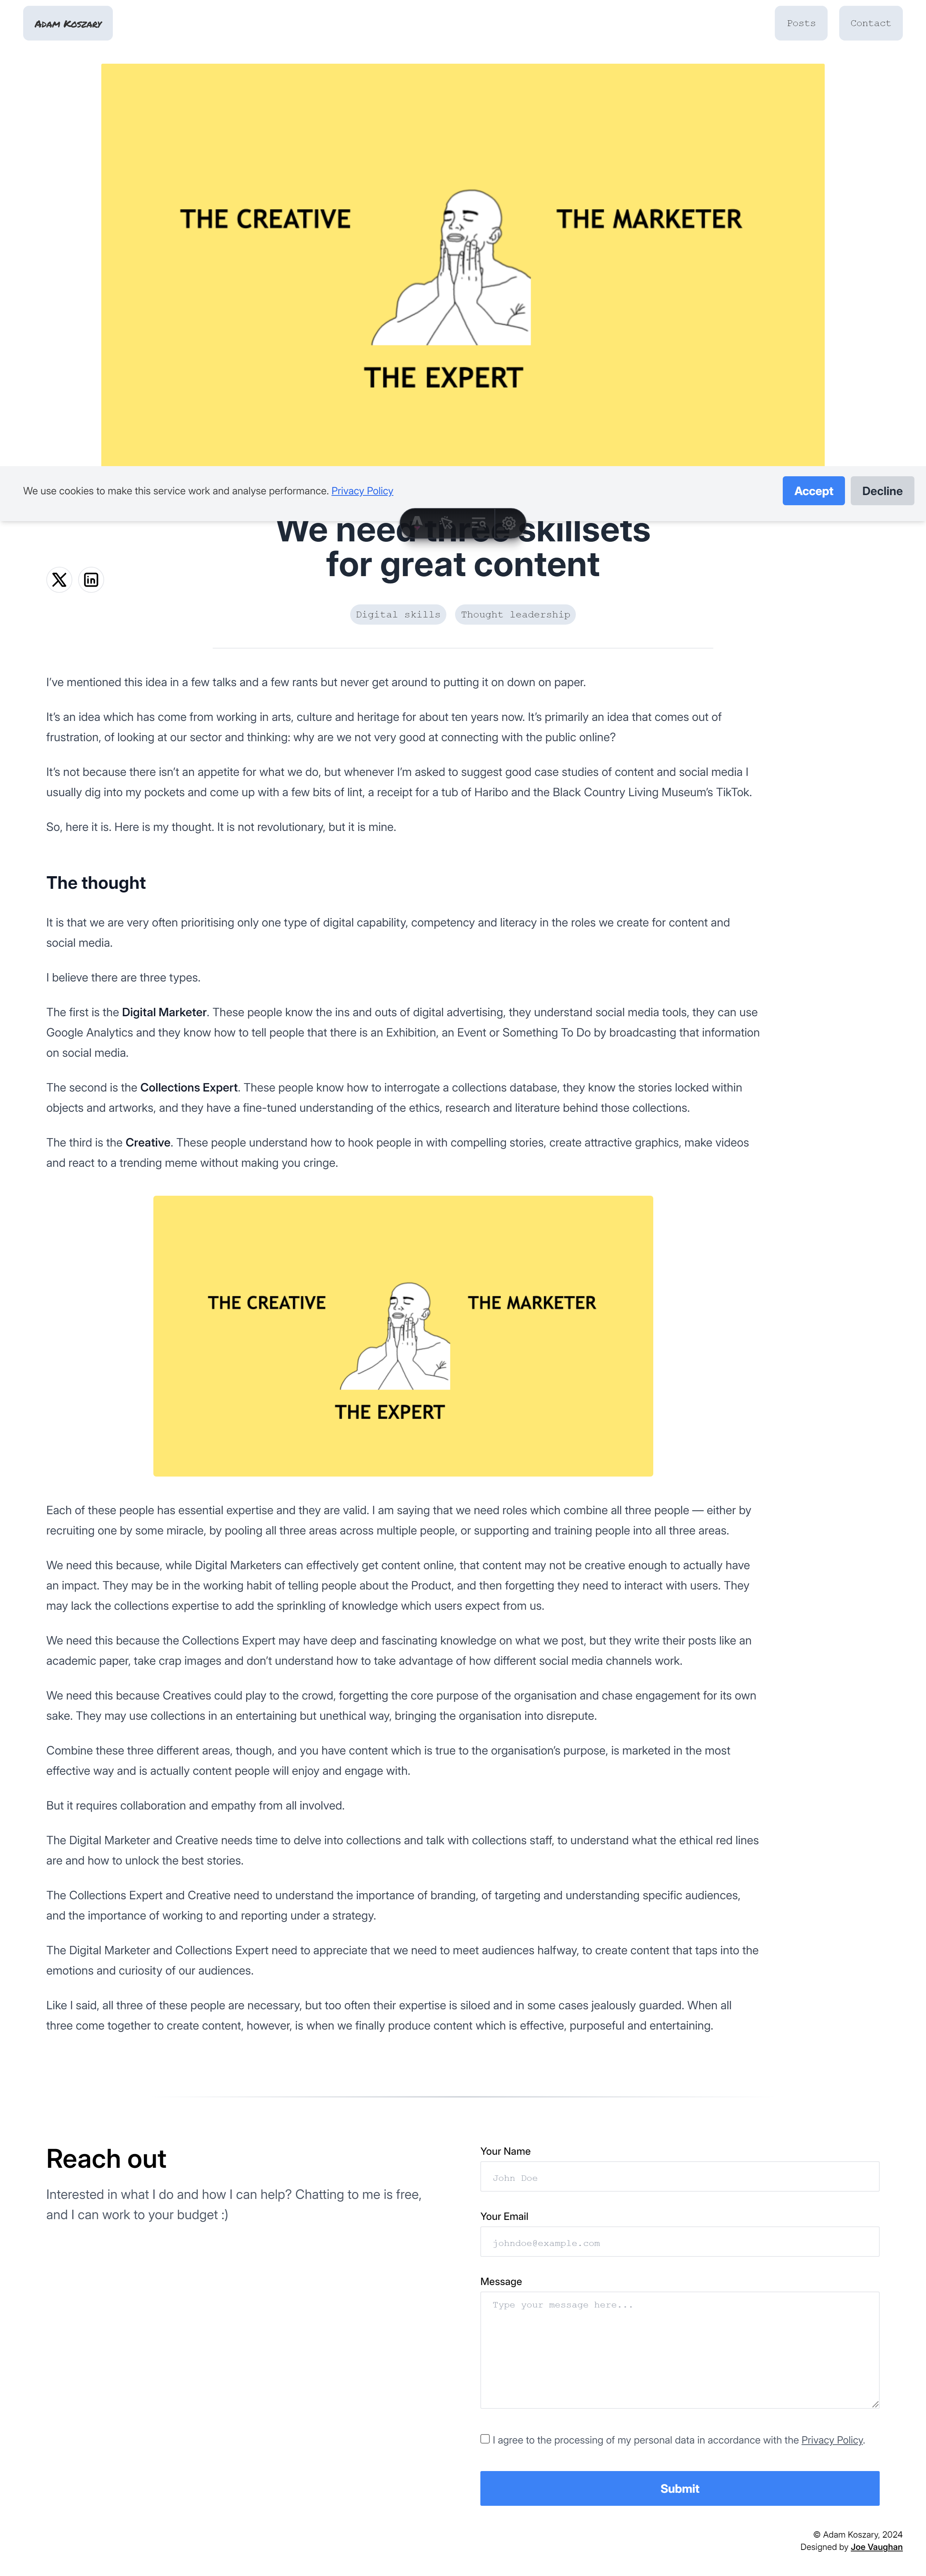 Adam Koszary
Posts
Contact
THE CREATIVE
THE MARKETER
THE EXPERT
We use cookies to make this service work and analyse performance. Privacy Policy
Accept
Decline
We need three skillsets
for great content
Digital skills
Thought leadership
I’ve mentioned this idea in a few talks and a few rants but never get around to putting it on down on paper.
It’s an idea which has come from working in arts, culture and heritage for about ten years now. It’s primarily an idea that comes out of
frustration, of looking at our sector and thinking: why are we not very good at connecting with the public online?
It’s not because there isn’t an appetite for what we do, but whenever I’m asked to suggest good case studies of content and social media I
usually dig into my pockets and come up with a few bits of lint, a receipt for a tub of Haribo and the Black Country Living Museum’s TikTok.
So, here it is. Here is my thought. It is not revolutionary, but it is mine.
The thought
It is that we are very often prioritising only one type of digital capability, competency and literacy in the roles we create for content and
social media.
I believe there are three types.
The first is the Digital Marketer. These people know the ins and outs of digital advertising, they understand social media tools, they can use
Google Analytics and they know how to tell people that there is an Exhibition, an Event or Something To Do by broadcasting that information
on social media.
The second is the Collections Expert. These people know how to interrogate a collections database, they know the stories locked within
objects and artworks, and they have a fine-tuned understanding of the ethics, research and literature behind those collections.
The third is the Creative. These people understand how to hook people in with compelling stories, create attractive graphics, make videos
and react to a trending meme without making you cringe.
THE CREATIVE
THE MARKETER
THE EXPERT
Each of these people has essential expertise and they are valid. I am saying that we need roles which combine all three people — either by
recruiting one by some miracle, by pooling all three areas across multiple people, or supporting and training people into all three areas.
We need this because, while Digital Marketers can effectively get content online, that content may not be creative enough to actually have
an impact. They may be in the working habit of telling people about the Product, and then forgetting they need to interact with users. They
may lack the collections expertise to add the sprinkling of knowledge which users expect from us.
We need this because the Collections Expert may have deep and fascinating knowledge on what we post, but they write their posts like an
academic paper, take crap images and don’t understand how to take advantage of how different social media channels work.
We need this because Creatives could play to the crowd, forgetting the core purpose of the organisation and chase engagement for its own
sake. They may use collections in an entertaining but unethical way, bringing the organisation into disrepute.
Combine these three different areas, though, and you have content which is true to the organisation’s purpose, is marketed in the most
effective way and is actually content people will enjoy and engage with.
But it requires collaboration and empathy from all involved.
The Digital Marketer and Creative needs time to delve into collections and talk with collections staff, to understand what the ethical red lines
are and how to unlock the best stories.
The Collections Expert and Creative need to understand the importance of branding, of targeting and understanding specific audiences,
and the importance of working to and reporting under a strategy.
The Digital Marketer and Collections Expert need to appreciate that we need to meet audiences halfway, to create content that taps into the
emotions and curiosity of our audiences.
Like I said, all three of these people are necessary, but too often their expertise is siloed and in some cases jealously guarded. When all
three come together to create content, however, is when we finally produce content which is effective, purposeful and entertaining.
Reach out
Interested in what I do and how I can help? Chatting to me is free,
and I can work to your budget :)
Your Name
John Doe
Your Email
johndoe@example.com
Message
Type your message here...
I agree to the processing of my personal data in accordance with the Privacy Policy.
Submit
© Adam Koszary, 2024
Designed by Joe Vaughan